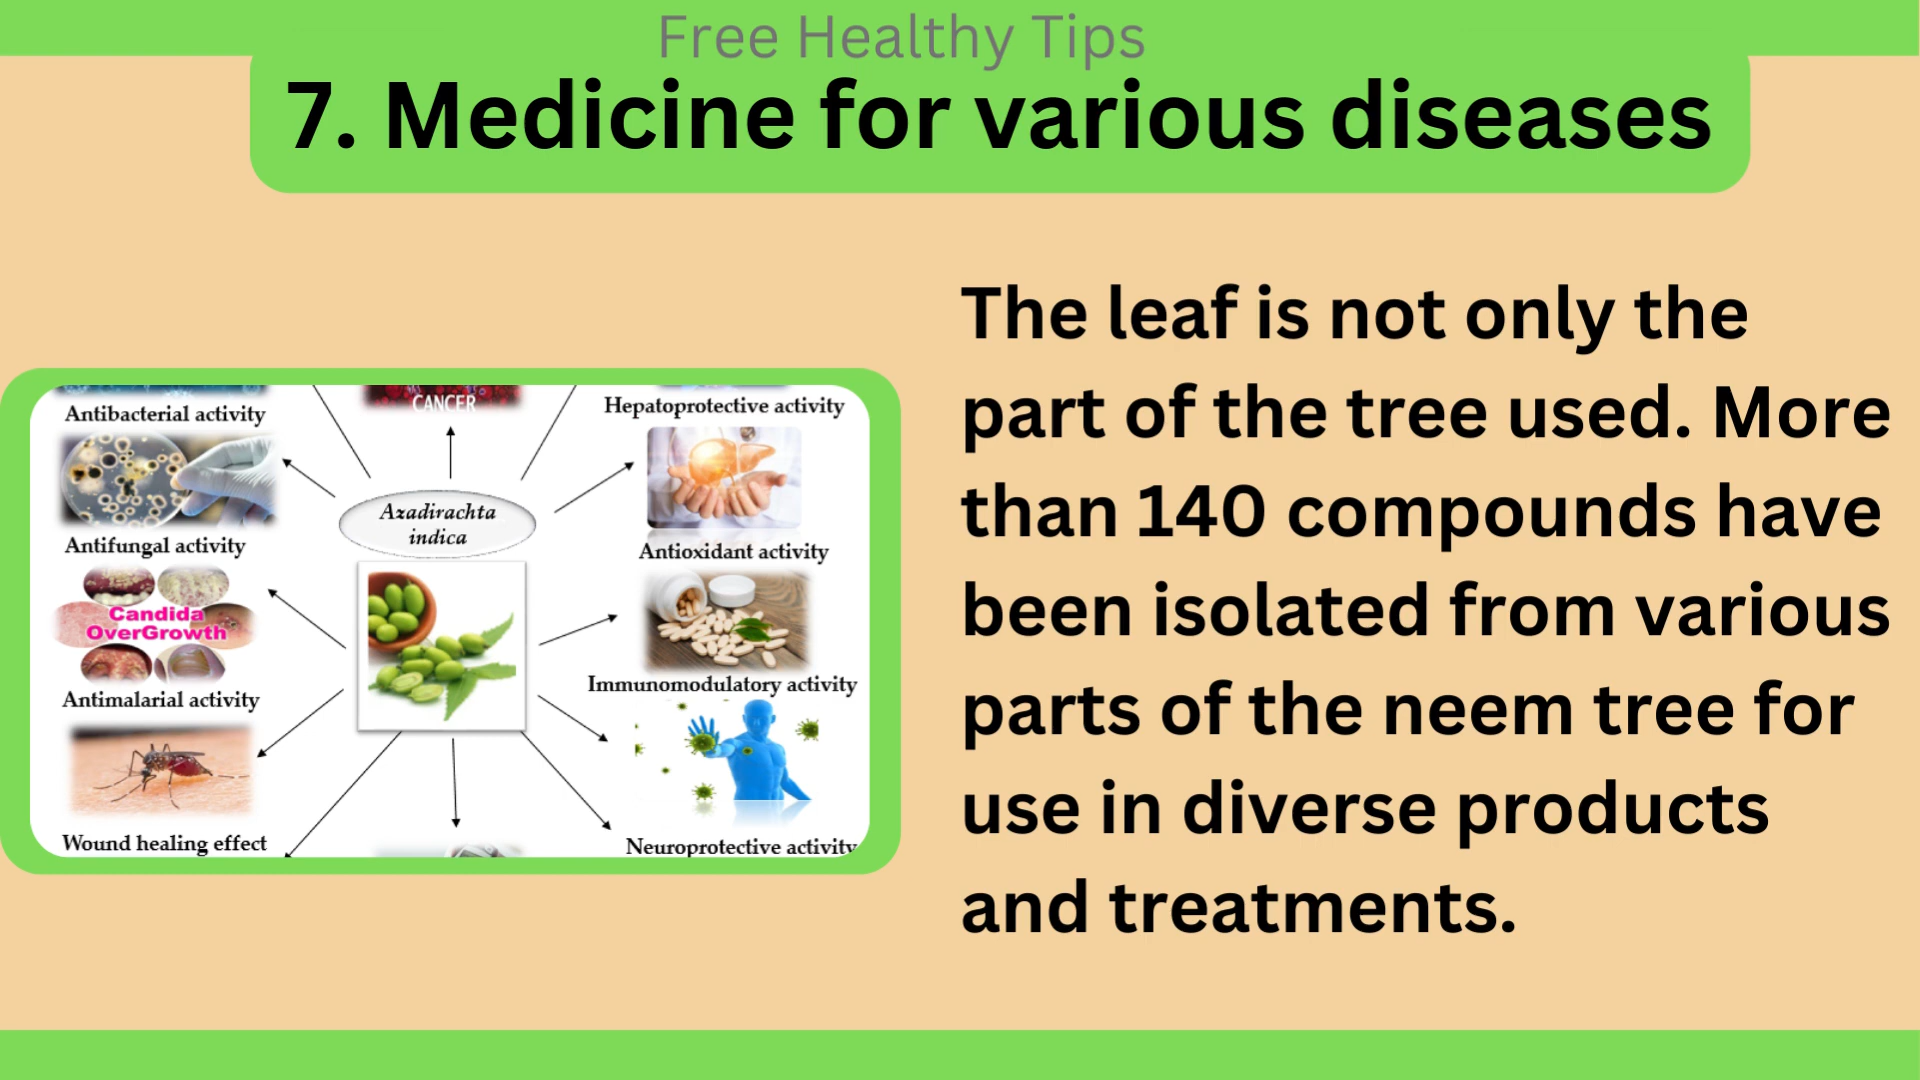 Free Healthy Tips
7. Medicine for various diseases
Antibacterial activity
CANCER
Hepatoprotective activity
Azadirachta
indica
Antifungal activity
Antioxidant activity
Candida
OverGrowth
Antimalarial activity
Immunomodulatory activity
Wound healing effect
Neuroprotective activity
The leaf is not only the
part of the tree used. More
than 140 compounds have
been isolated from various
parts of the neem tree for
use in diverse products
and treatments.